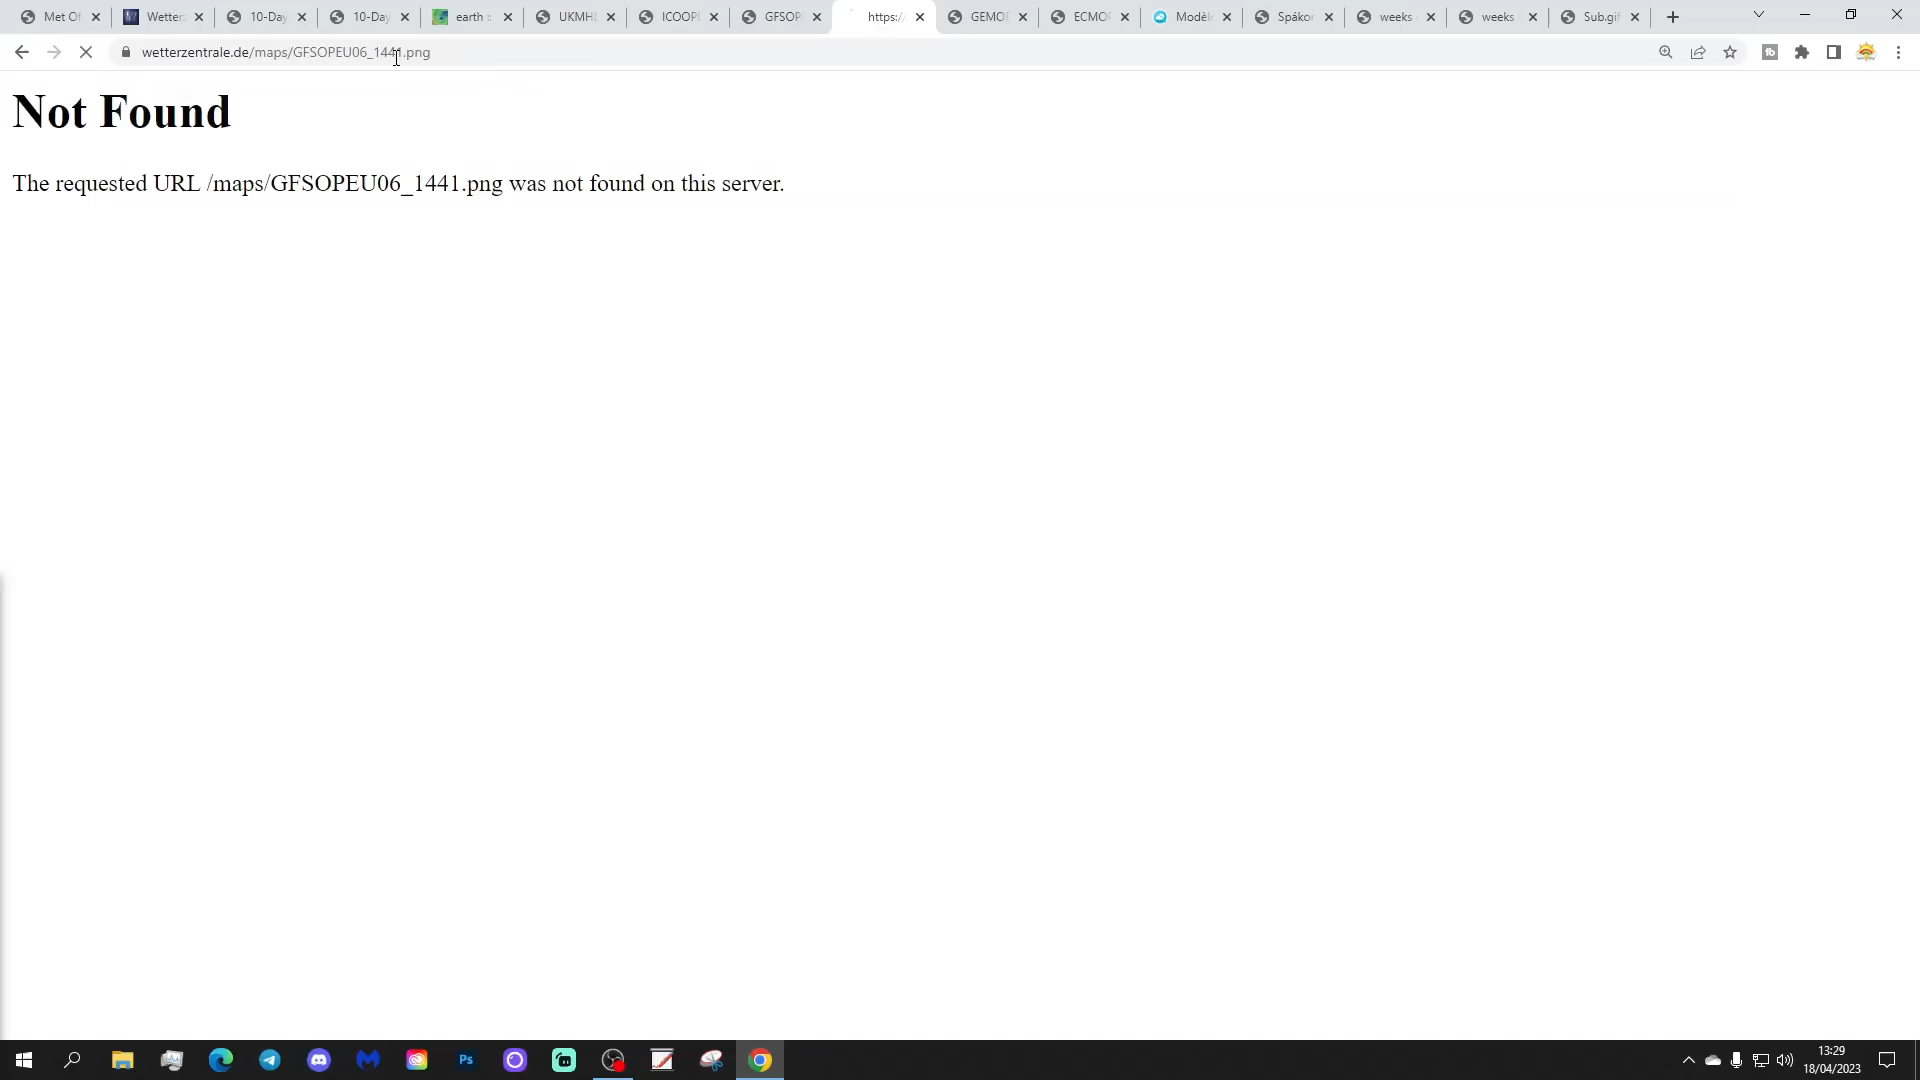 Met Of
Wetter
10-Day
10-Day
earth ::
UKMH
ICOOP
GFSOP
https:/
GEMO
ECMO
Modèl
Spákor
weeks
weeks
Sub.gif
wetterzentrale.de/maps/GFSOPEU06_1441.png
Not Found
The requested URL /maps/GFSOPEU06_1441.png was not found on this server.
Ps
13:29
18/04/2023